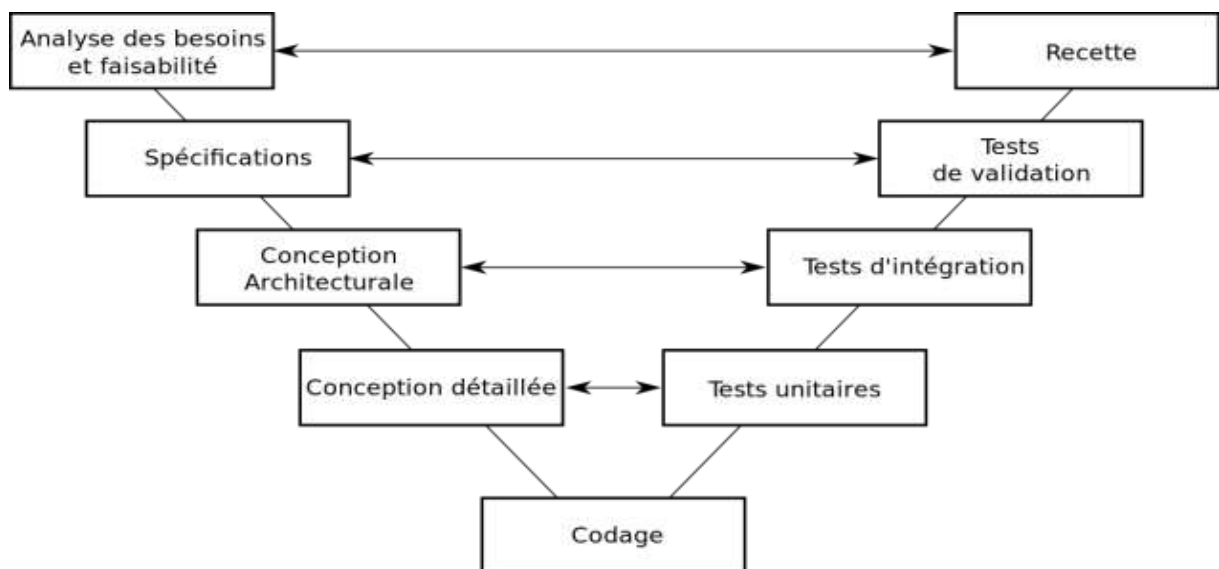 Analyse des besoins
et faisabilité
Recette
Spécifications
Tests
de validation
Conception
Architecturale
Tests d'intégration
Conception détaillée
Tests unitaires
Codage